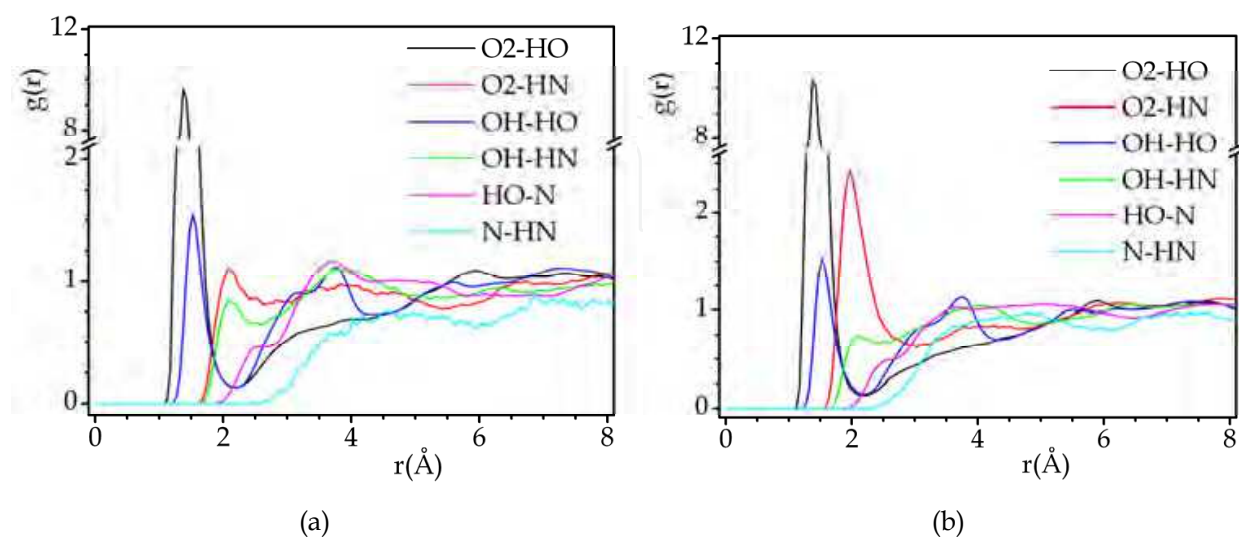 12
8
2
1
0
g(r)
O2-HO
O2-HN
OH-HO
OH-HN
HO-N
N-HN
0 2 4 6 8
r(Å)
(a)
12
8
2
1
0
g(r)
O2-HO
O2-HN
OH-HO
OH-HN
HO-N
N-HN
0 2 4 6 8
r(Å)
(b)